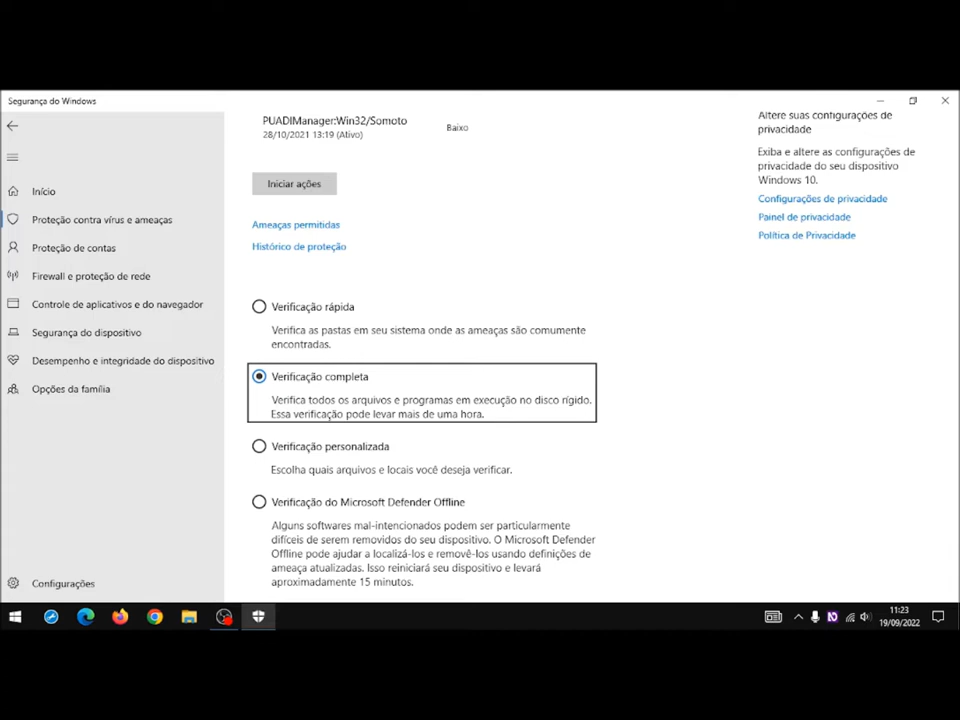 Segurança do Windows
Início
Proteção contra vírus e ameaças
Proteção de contas
Firewall e proteção de rede
Controle de aplicativos e do navegador
Segurança do dispositivo
Desempenho e integridade do dispositivo
Opções da família
Configurações
PUADIManager:Win32/Somoto
28/10/2021 13:19 (Ativo)
Baixo
Iniciar ações
Ameaças permitidas
Histórico de proteção
Verificação rápida
Verifica as pastas em seu sistema onde as ameaças são comumente
encontradas.
Verificação completa
Verifica todos os arquivos e programas em execução no disco rígido.
Essa verificação pode levar mais de uma hora.
Verificação personalizada
Escolha quais arquivos e locais você deseja verificar.
Verificação do Microsoft Defender Offline
Alguns softwares mal-intencionados podem ser particularmente
difíceis de serem removidos do seu dispositivo. O Microsoft Defender
Offline pode ajudar a localizá-los e removê-los usando definições de
ameaça atualizadas. Isso reiniciará seu dispositivo e levará
aproximadamente 15 minutos.
Altere suas configurações de
privacidade
Exiba e altere as configurações de
privacidade do seu dispositivo
Windows 10.
Configurações de privacidade
Painel de privacidade
Política de Privacidade
11:23
19/09/2022